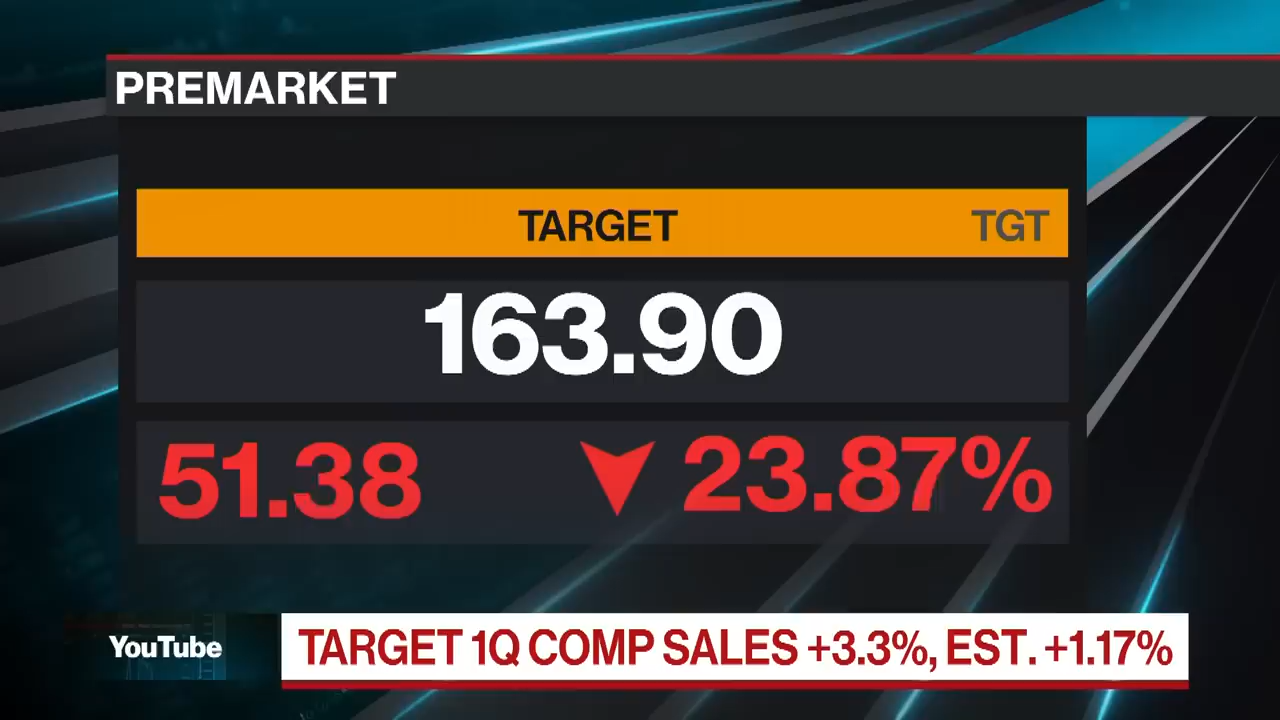 PREMARKET
TARGET TGT
163.90
51.38 ▼ 23.87%
YouTube
TARGET 1Q COMP SALES +3.3%, EST. +1.17%